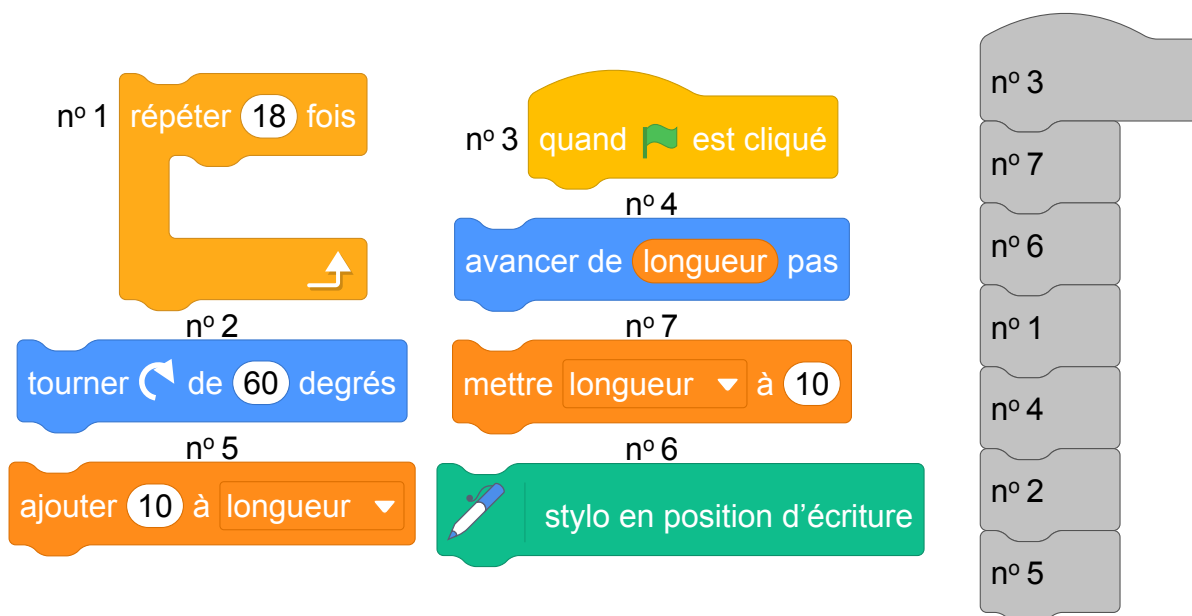 nº 1
répéter 18 fois
nº 2
tourner de 60 degrés
nº 5
ajouter 10 à longueur
nº 3
quand est cliqué
nº 4
avancer de longueur pas
nº 7
mettre longueur à 10
nº 6
stylo en position d’écriture
nº 3
nº 7
nº 6
nº 1
nº 4
nº 2
nº 5